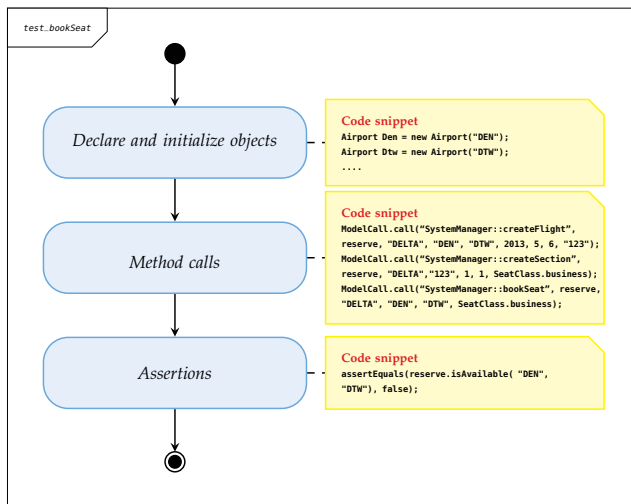 test_bookSeat
Declare and initialize objects
Code snippet
Airport Den = new Airport("DEN");
Airport Dtw = new Airport("DTW");
....
Method calls
Code snippet
ModelCall.call(“SystemManager::createFlight”,
reserve, "DELTA", "DEN", "DTW", 2013, 5, 6, "123");
ModelCall.call(“SystemManager::createSection”,
reserve, "DELTA","123", 1, 1, SeatClass.business);
ModelCall.call(“SystemManager::bookSeat”, reserve,
"DELTA", "DEN", "DTW", SeatClass.business);
Assertions
Code snippet
assertEquals(reserve.isAvailable( "DEN",
"DTW"), false);